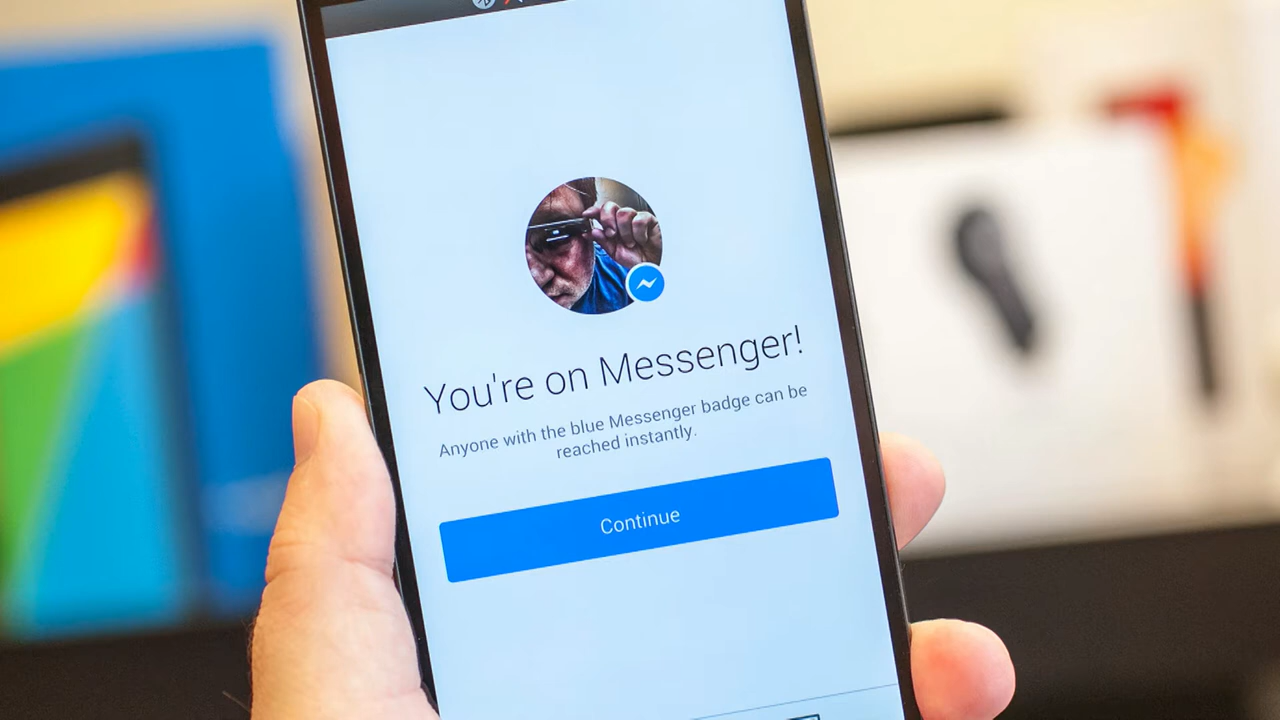 You're on Messenger!
Anyone with the blue Messenger badge can be
reached instantly.
Continue